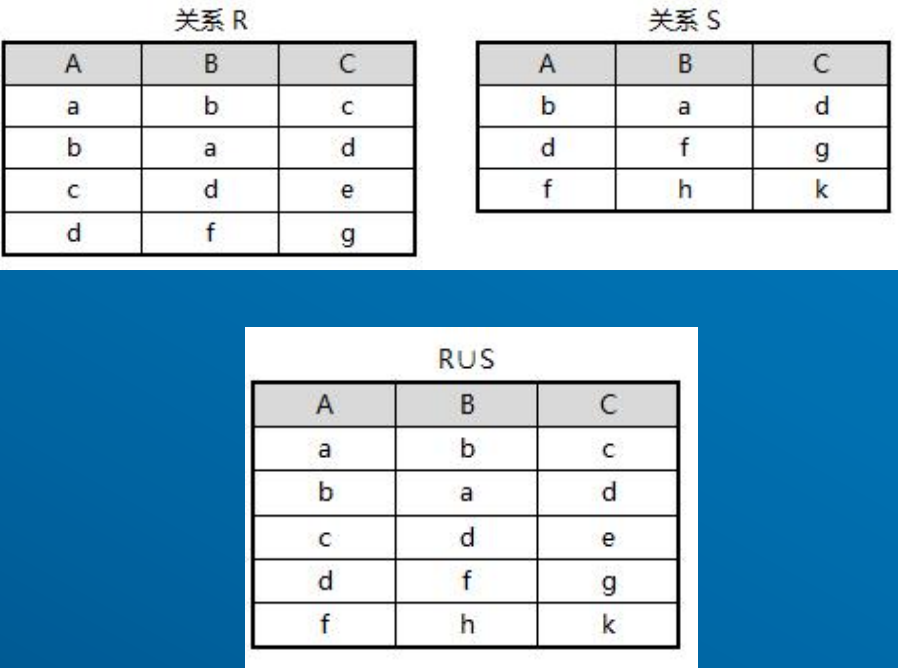 关系 R 关系 S
A B C A B C
a b c b a d
b a d d f g
c d e f h k
d f g
R∪S
A B C
a b c
b a d
c d e
d f g
f h k